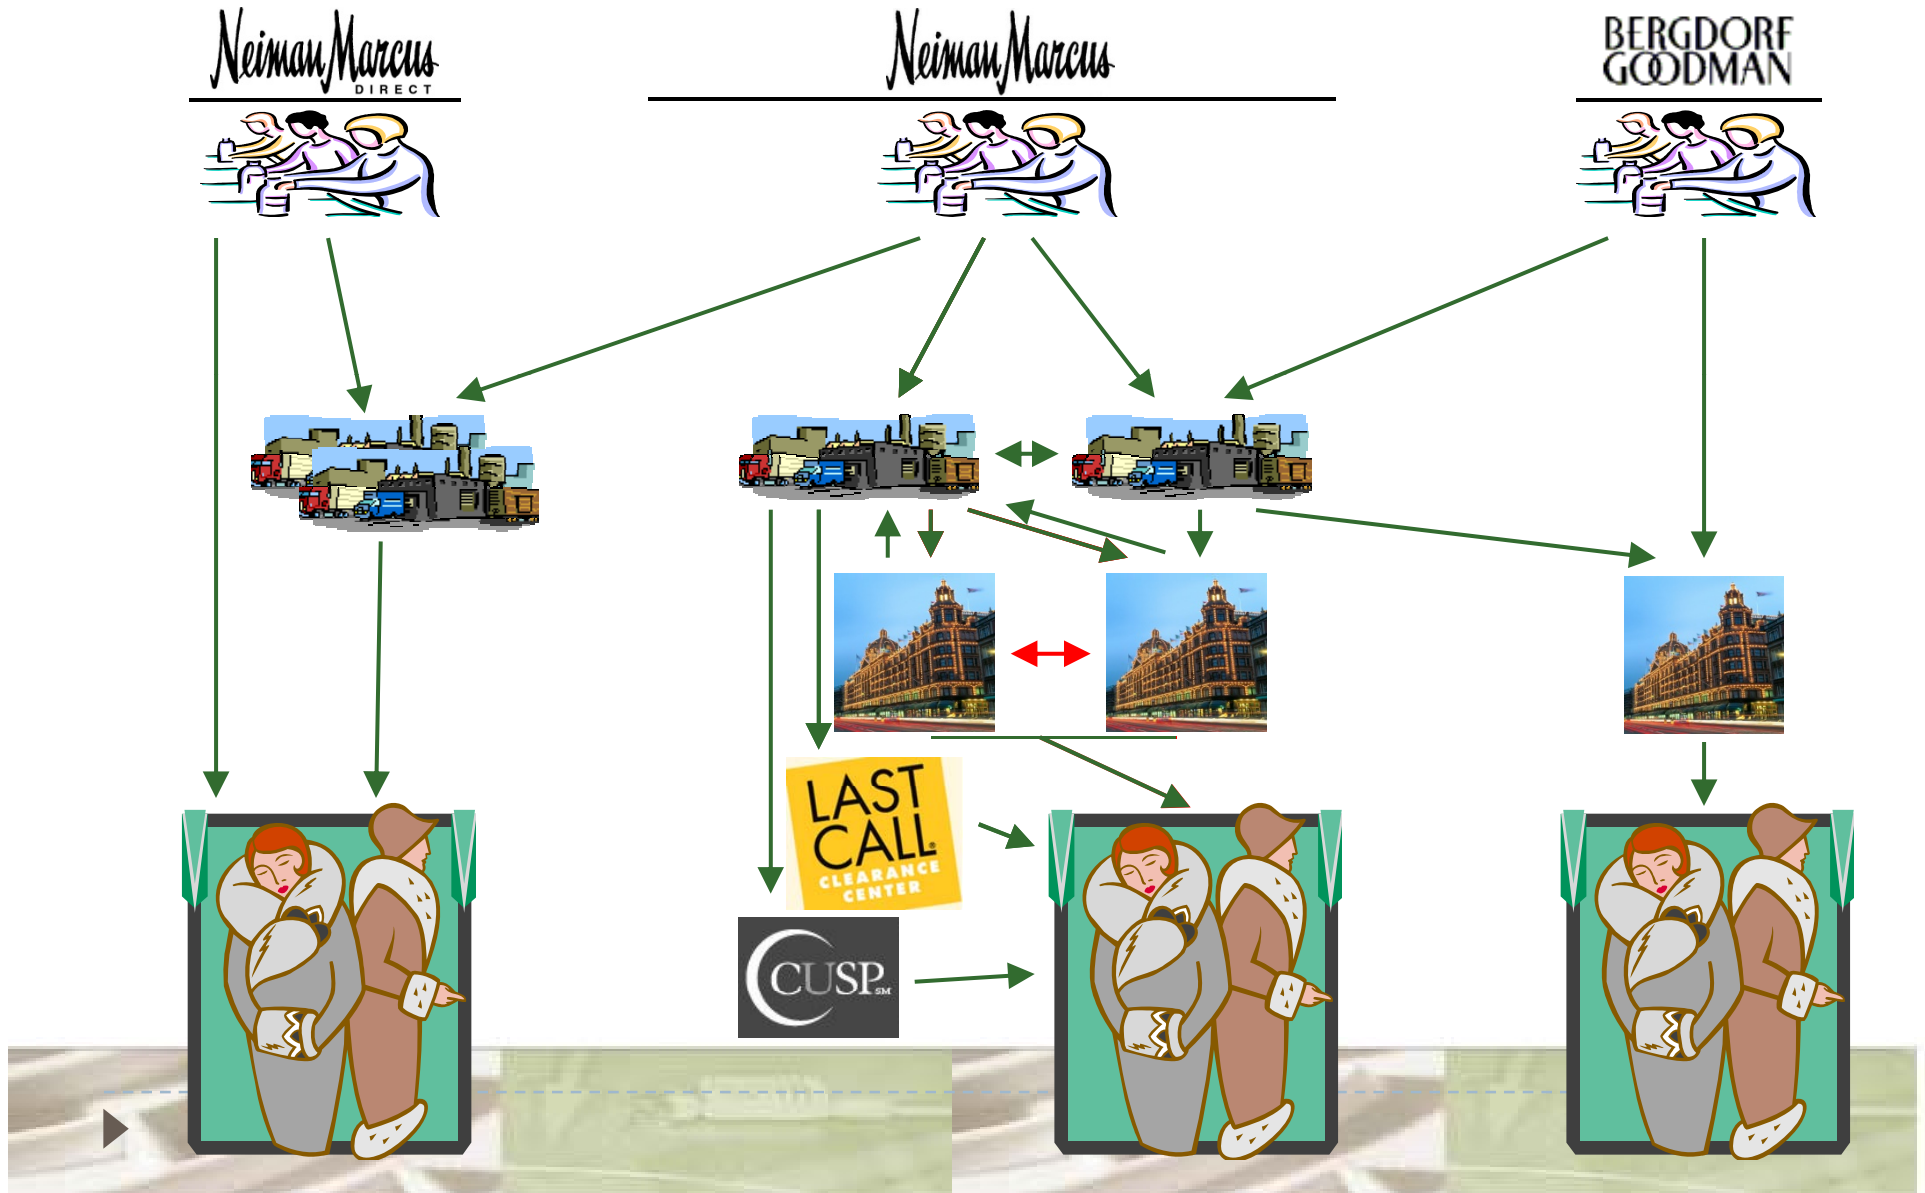 Neiman Marcus
DIRECT
Neiman Marcus
BERGDORF
GOODMAN
LAST
CALL®
CLEARANCE
CENTER
CUSP SM